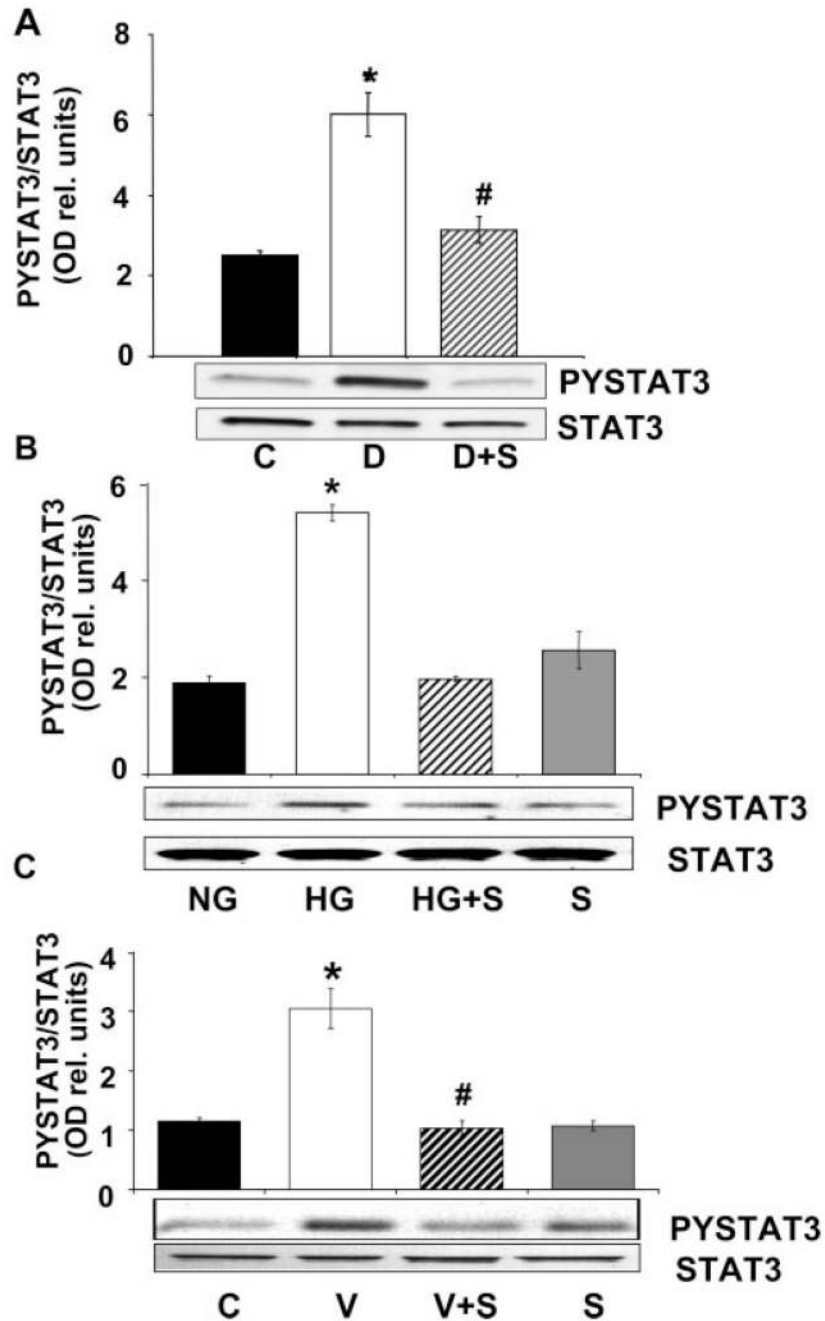 A
PYSTAT3/STAT3
(OD rel. units)
8
6
4
2
0
*
#
PYSTAT3
STAT3
C D D+S
B
PYSTAT3/STAT3
(OD rel. units)
6
4
2
0
*
PYSTAT3
STAT3
NG HG HG+S S
C
PYSTAT3/STAT3
(OD rel. units)
4
3
2
1
0
*
#
PYSTAT3
STAT3
C V V+S S